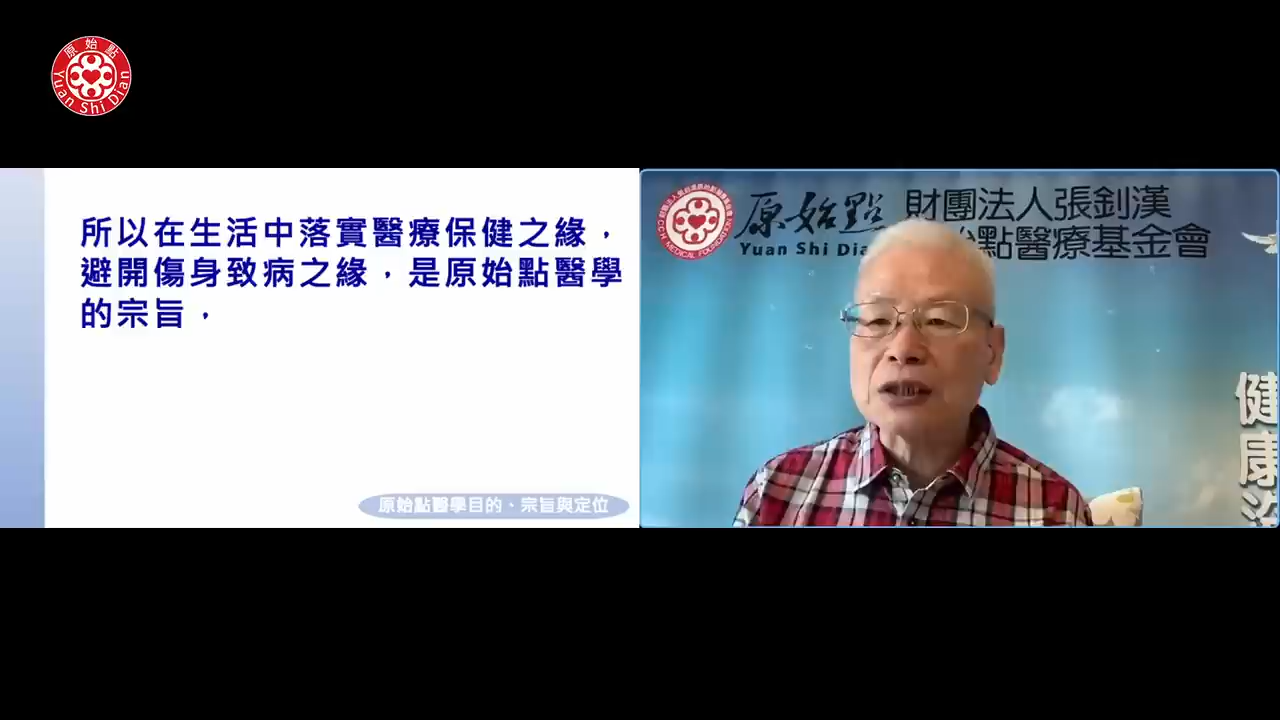 原始點
Yuan Shi Dian
所以在生活中落實醫療保健之緣，
避開傷身致病之緣，是原始點醫學
的宗旨，
原始點醫學目的、宗旨與定位
原始點
Yuan Shi Dia
財團法人張釗漢
始點醫療基金會
健康